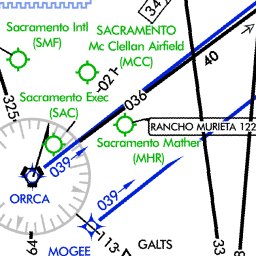 34
Sacramento Intl
(SMF)
SACRAMENTO
Mc Clellan Airfield
(MCC)
40
021
325
Sacramento Exec
(SAC)
036
RANCHO MURIETA 122
Sacramento Mather
(MHR)
039
039
ORRCA
64
MOGEE
113
GALTS
33